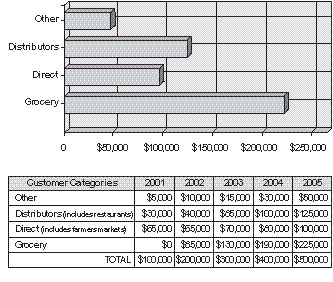 Other
Distributors
Direct
Grocery
0 $50,000 $100,000 $150,000 $200,000 $250,000
Customer Categories 2001 2002 2003 2004 2005
Other $5,000 $10,000 $15,000 $30,000 $50,000
Distributors (includes restaurants) $30,000 $40,000 $85,000 $100,000 $125,000
Direct (includes farmers markets) $65,000 $65,000 $70,000 $80,000 $100,000
Grocery $0 $85,000 $130,000 $190,000 $225,000
TOTAL $100,000 $200,000 $300,000 $400,000 $500,000